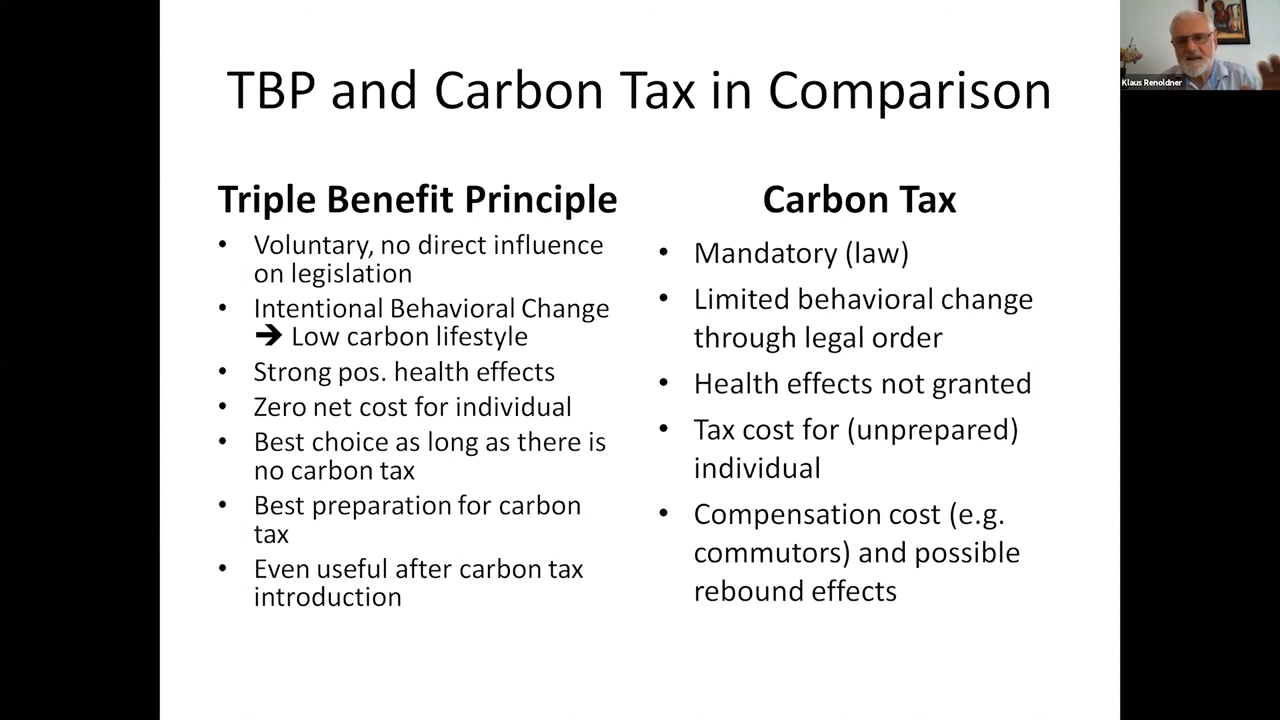 TBP and Carbon Tax in Comparison
Klaus Renoldner
Triple Benefit Principle
• Voluntary, no direct influence
on legislation
• Intentional Behavioral Change
➔ Low carbon lifestyle
• Strong pos. health effects
• Zero net cost for individual
• Best choice as long as there is
no carbon tax
• Best preparation for carbon
tax
• Even useful after carbon tax
introduction
Carbon Tax
• Mandatory (law)
• Limited behavioral change
through legal order
• Health effects not granted
• Tax cost for (unprepared)
individual
• Compensation cost (e.g.
commutors) and possible
rebound effects